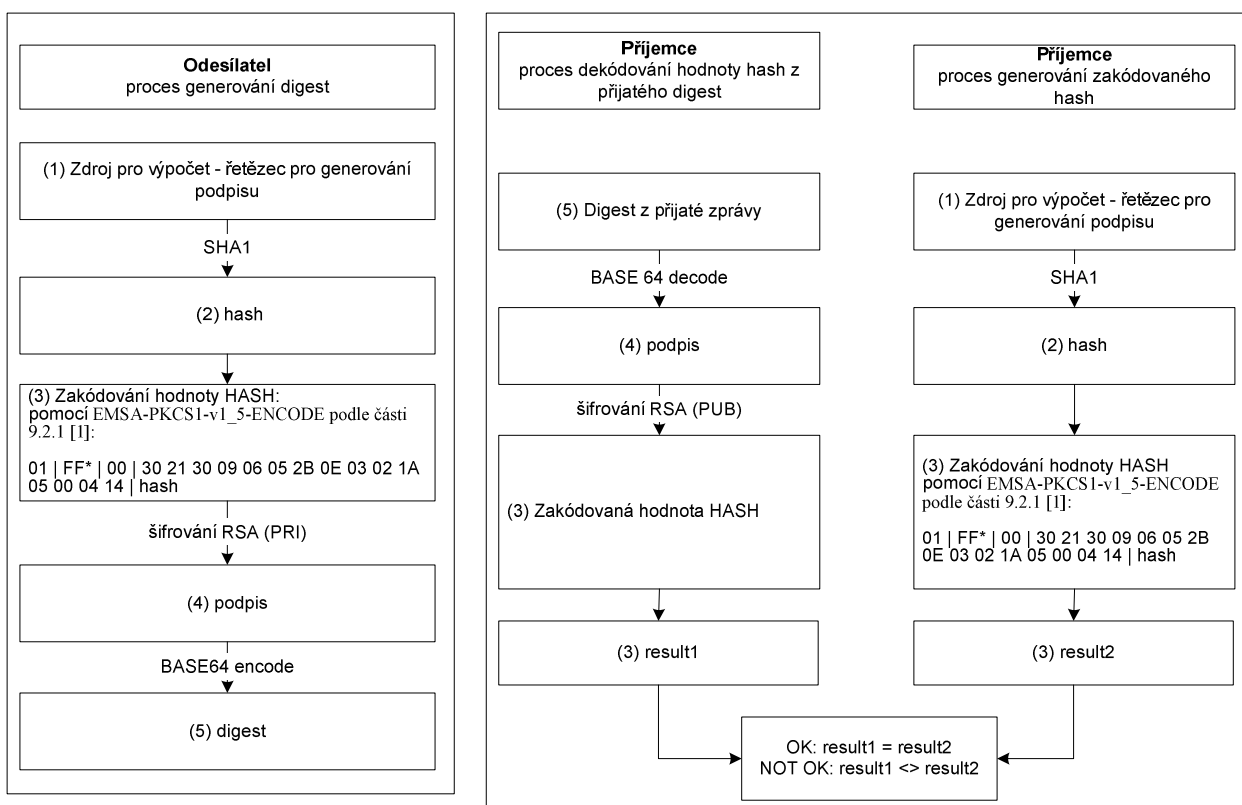 Odesílatel
proces generování digest
(1) Zdroj pro výpočet - řetězec pro generování
podpisu
SHA1
(2) hash
(3) Zakódování hodnoty HASH:
pomocí EMSA-PKCS1-v1_5-ENCODE podle části
9.2.1 [1]:
01 | FF* | 00 | 30 21 30 09 06 05 2B 0E 03 02 1A
05 00 04 14 | hash
šifrování RSA (PRI)
(4) podpis
BASE64 encode
(5) digest
Příjemce
proces dekódování hodnoty hash z
přijatého digest
(5) Digest z přijaté zprávy
BASE 64 decode
(4) podpis
šifrování RSA (PUB)
(3) Zakódovaná hodnota HASH
(3) result1
Příjemce
proces generování zakódovaného
hash
(1) Zdroj pro výpočet - řetězec pro
generování podpisu
SHA1
(2) hash
(3) Zakódování hodnoty HASH
pomocí EMSA-PKCS1-v1_5-ENCODE
podle části 9.2.1 [1]:
01 | FF* | 00 | 30 21 30 09 06 05 2B
0E 03 02 1A 05 00 04 14 | hash
(3) result2
OK: result1 = result2
NOT OK: result1 <> result2